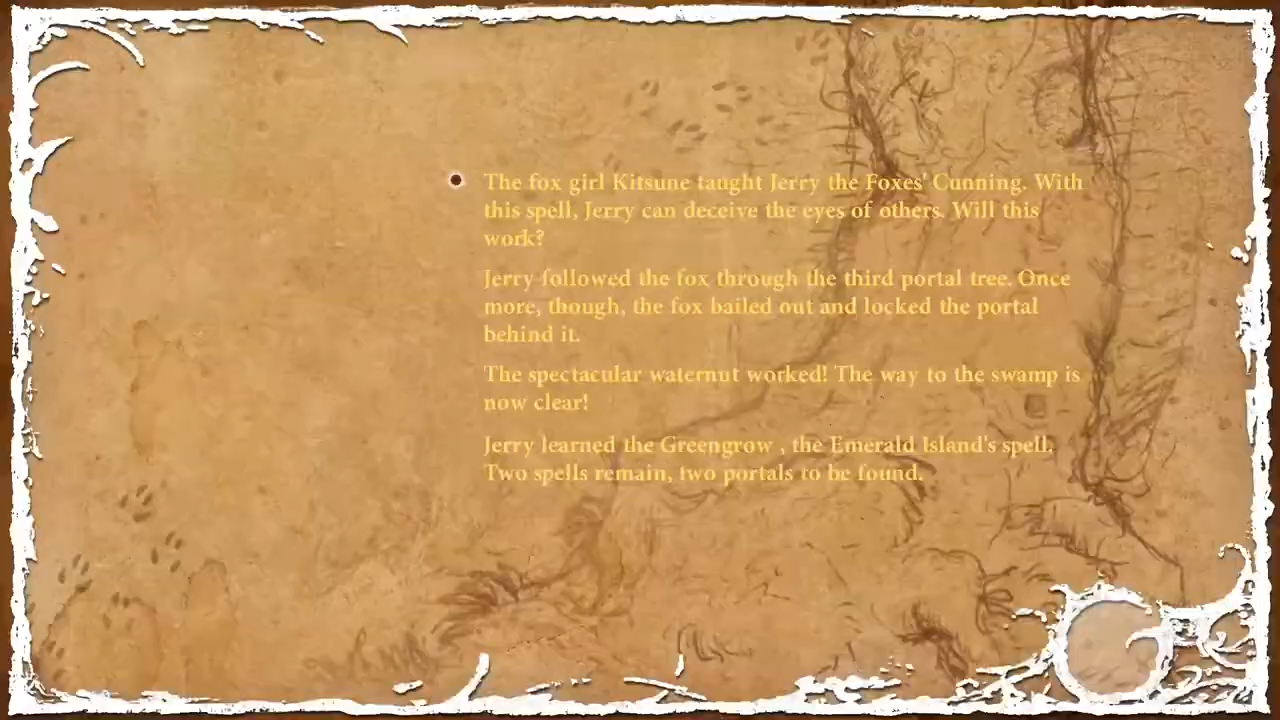 The fox girl Kitsune taught Jerry the Foxes' Cunning. With
this spell, Jerry can deceive the eyes of others. Will this
work?
Jerry followed the fox through the third portal tree. Once
more, though, the fox bailed out and locked the portal
behind it.
The spectacular waternut worked! The way to the swamp is
now clear!
Jerry learned the Greengrow , the Emerald Island's spell.
Two spells remain, two portals to be found.